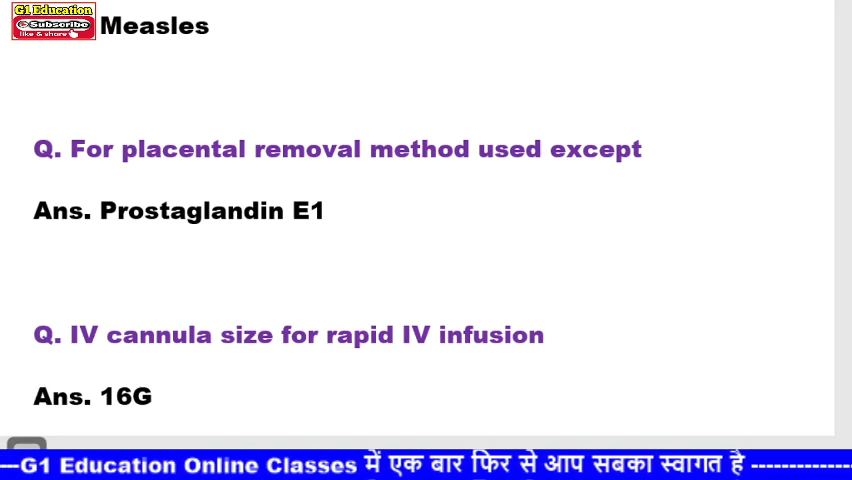 G1 Education
Subscribe
like & share
Measles
Q. For placental removal method used except
Ans. Prostaglandin E1
Q. IV cannula size for rapid IV infusion
Ans. 16G
---G1 Education Online Classes में एक बार फिर से आप सबका स्वागत है --------------